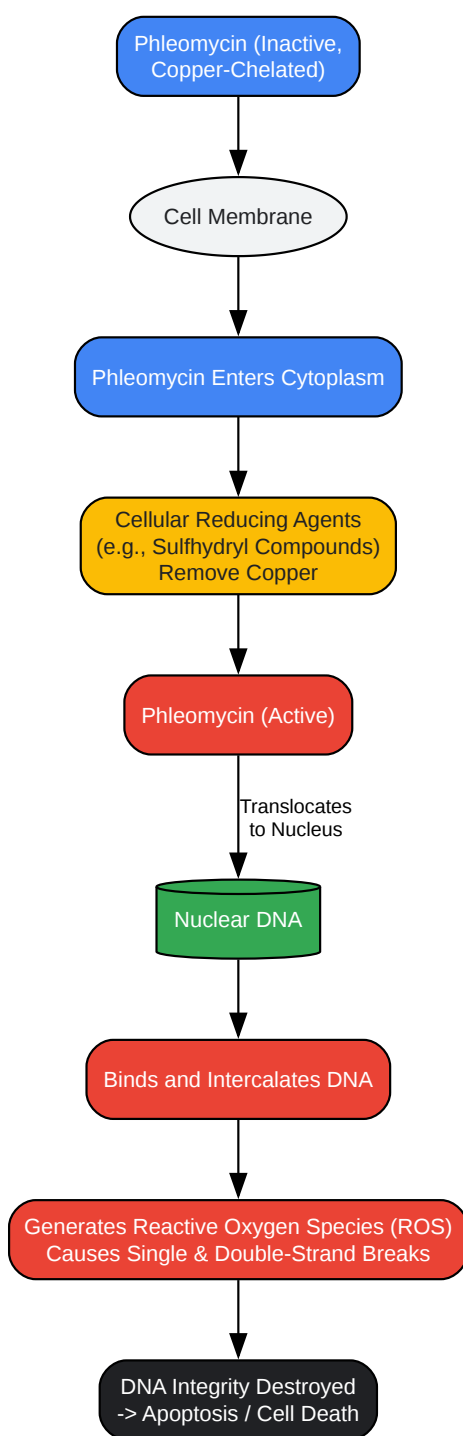 Phleomycin (Inactive,
Copper-Chelated)
Cell Membrane
Phleomycin Enters Cytoplasm
Cellular Reducing Agents
(e.g., Sulfhydryl Compounds)
Remove Copper
Phleomycin (Active)
Translocates
to Nucleus
Nuclear DNA
Binds and Intercalates DNA
Generates Reactive Oxygen Species (ROS)
Causes Single & Double-Strand Breaks
DNA Integrity Destroyed
-> Apoptosis / Cell Death